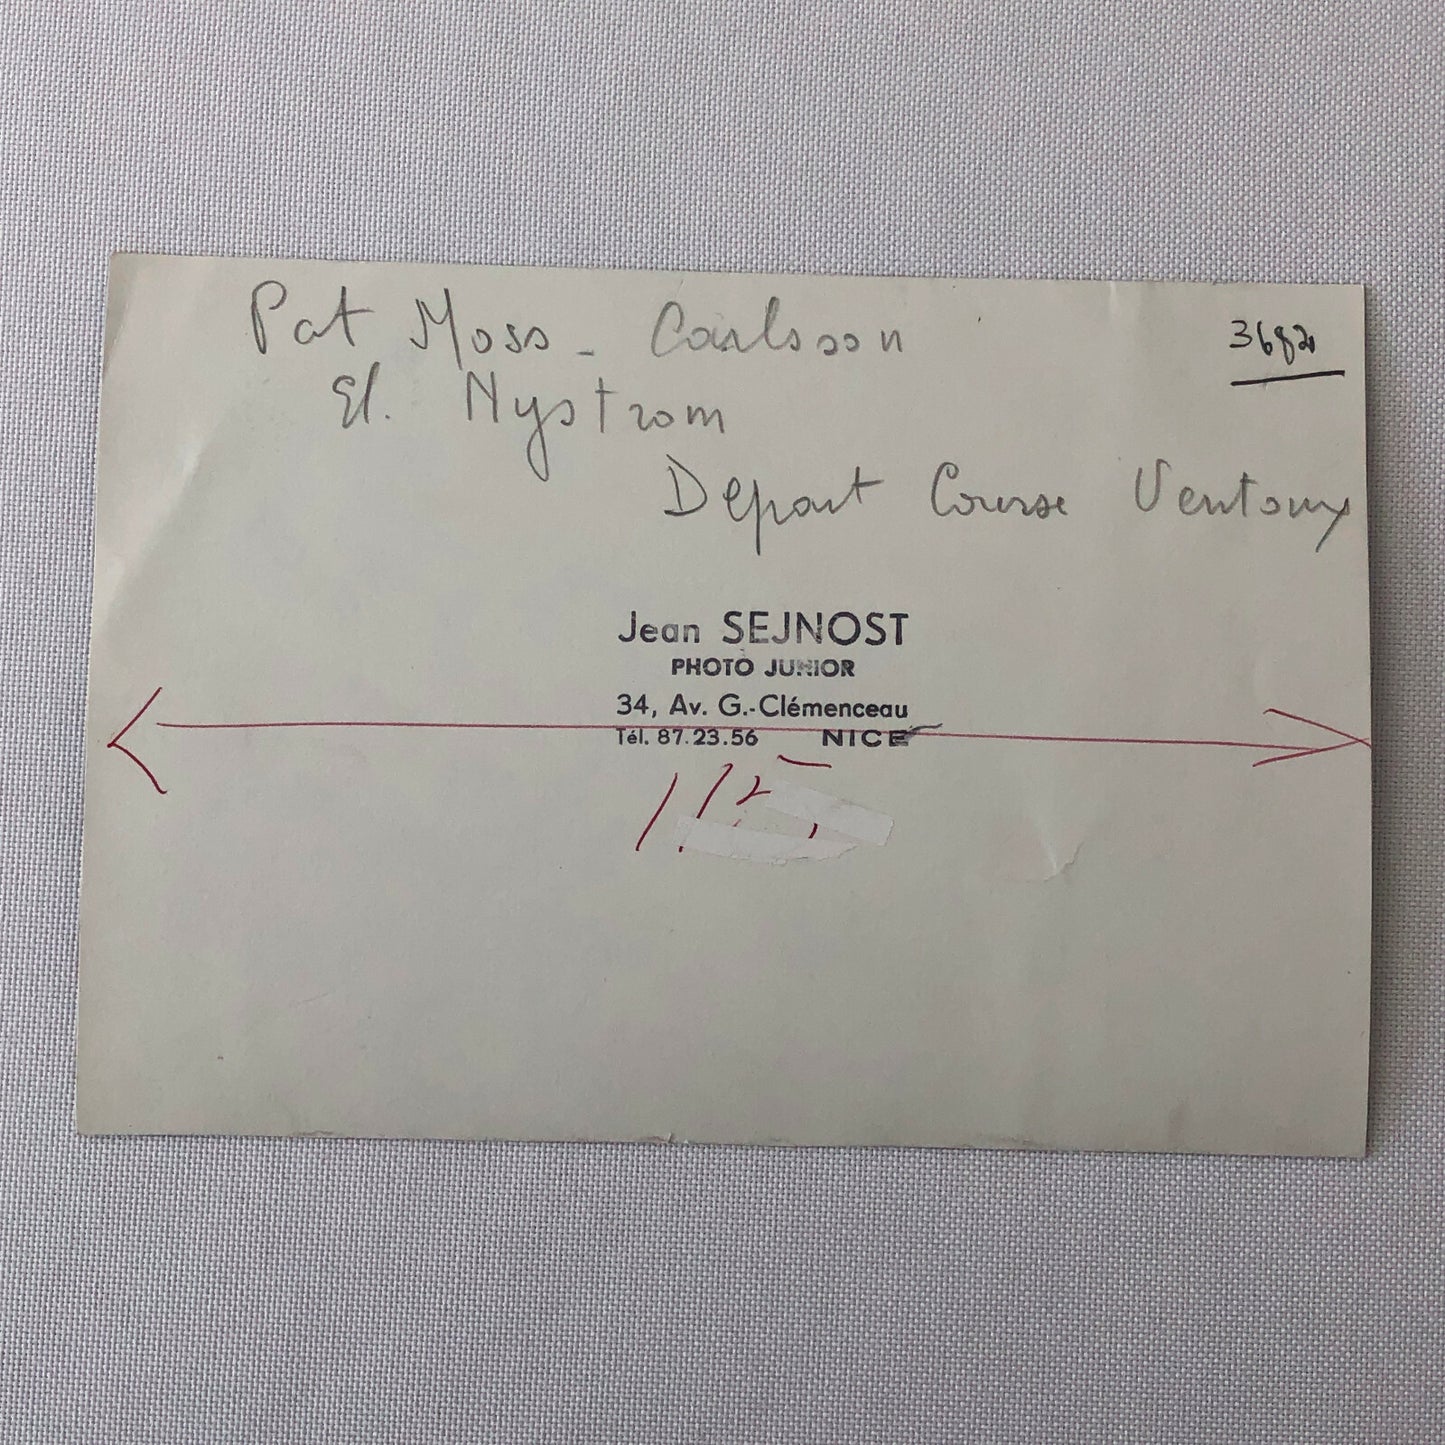 Pat Moss - Carlsson
3682
El. Nystrom
Depart Course Ventoux
Jean SEJNOST
PHOTO JUNIOR
34, Av. G.-Clémenceau
Tél. 87.23.56 NICE